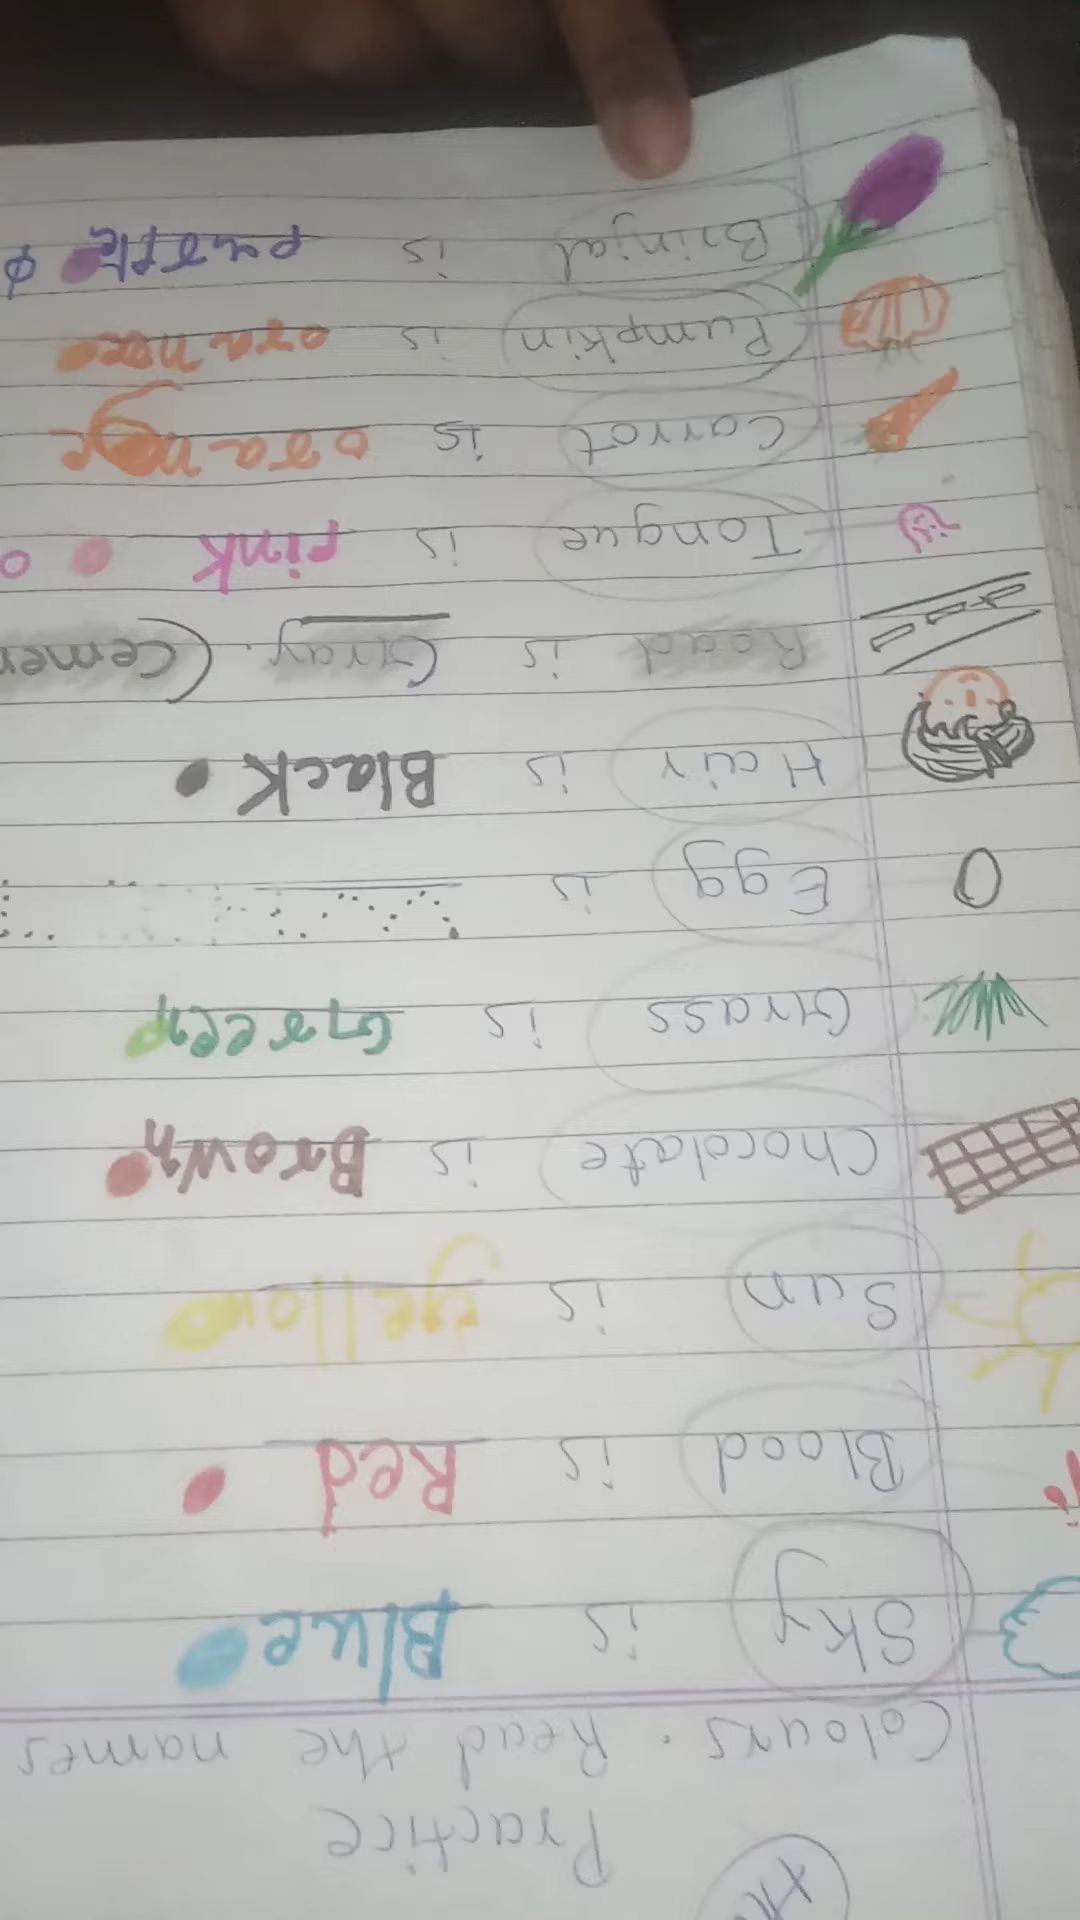 Practice
Colours. Read the names
Sky is Blue
Blood is Red
Sun is yellow
Chocolate is Brown
Grass is Green
Egg is
Hair is Black
Road is Gray. (Cemen
Tongue is Pink
Carrot is orange
Pumpkin is orange
Brinjal is purple